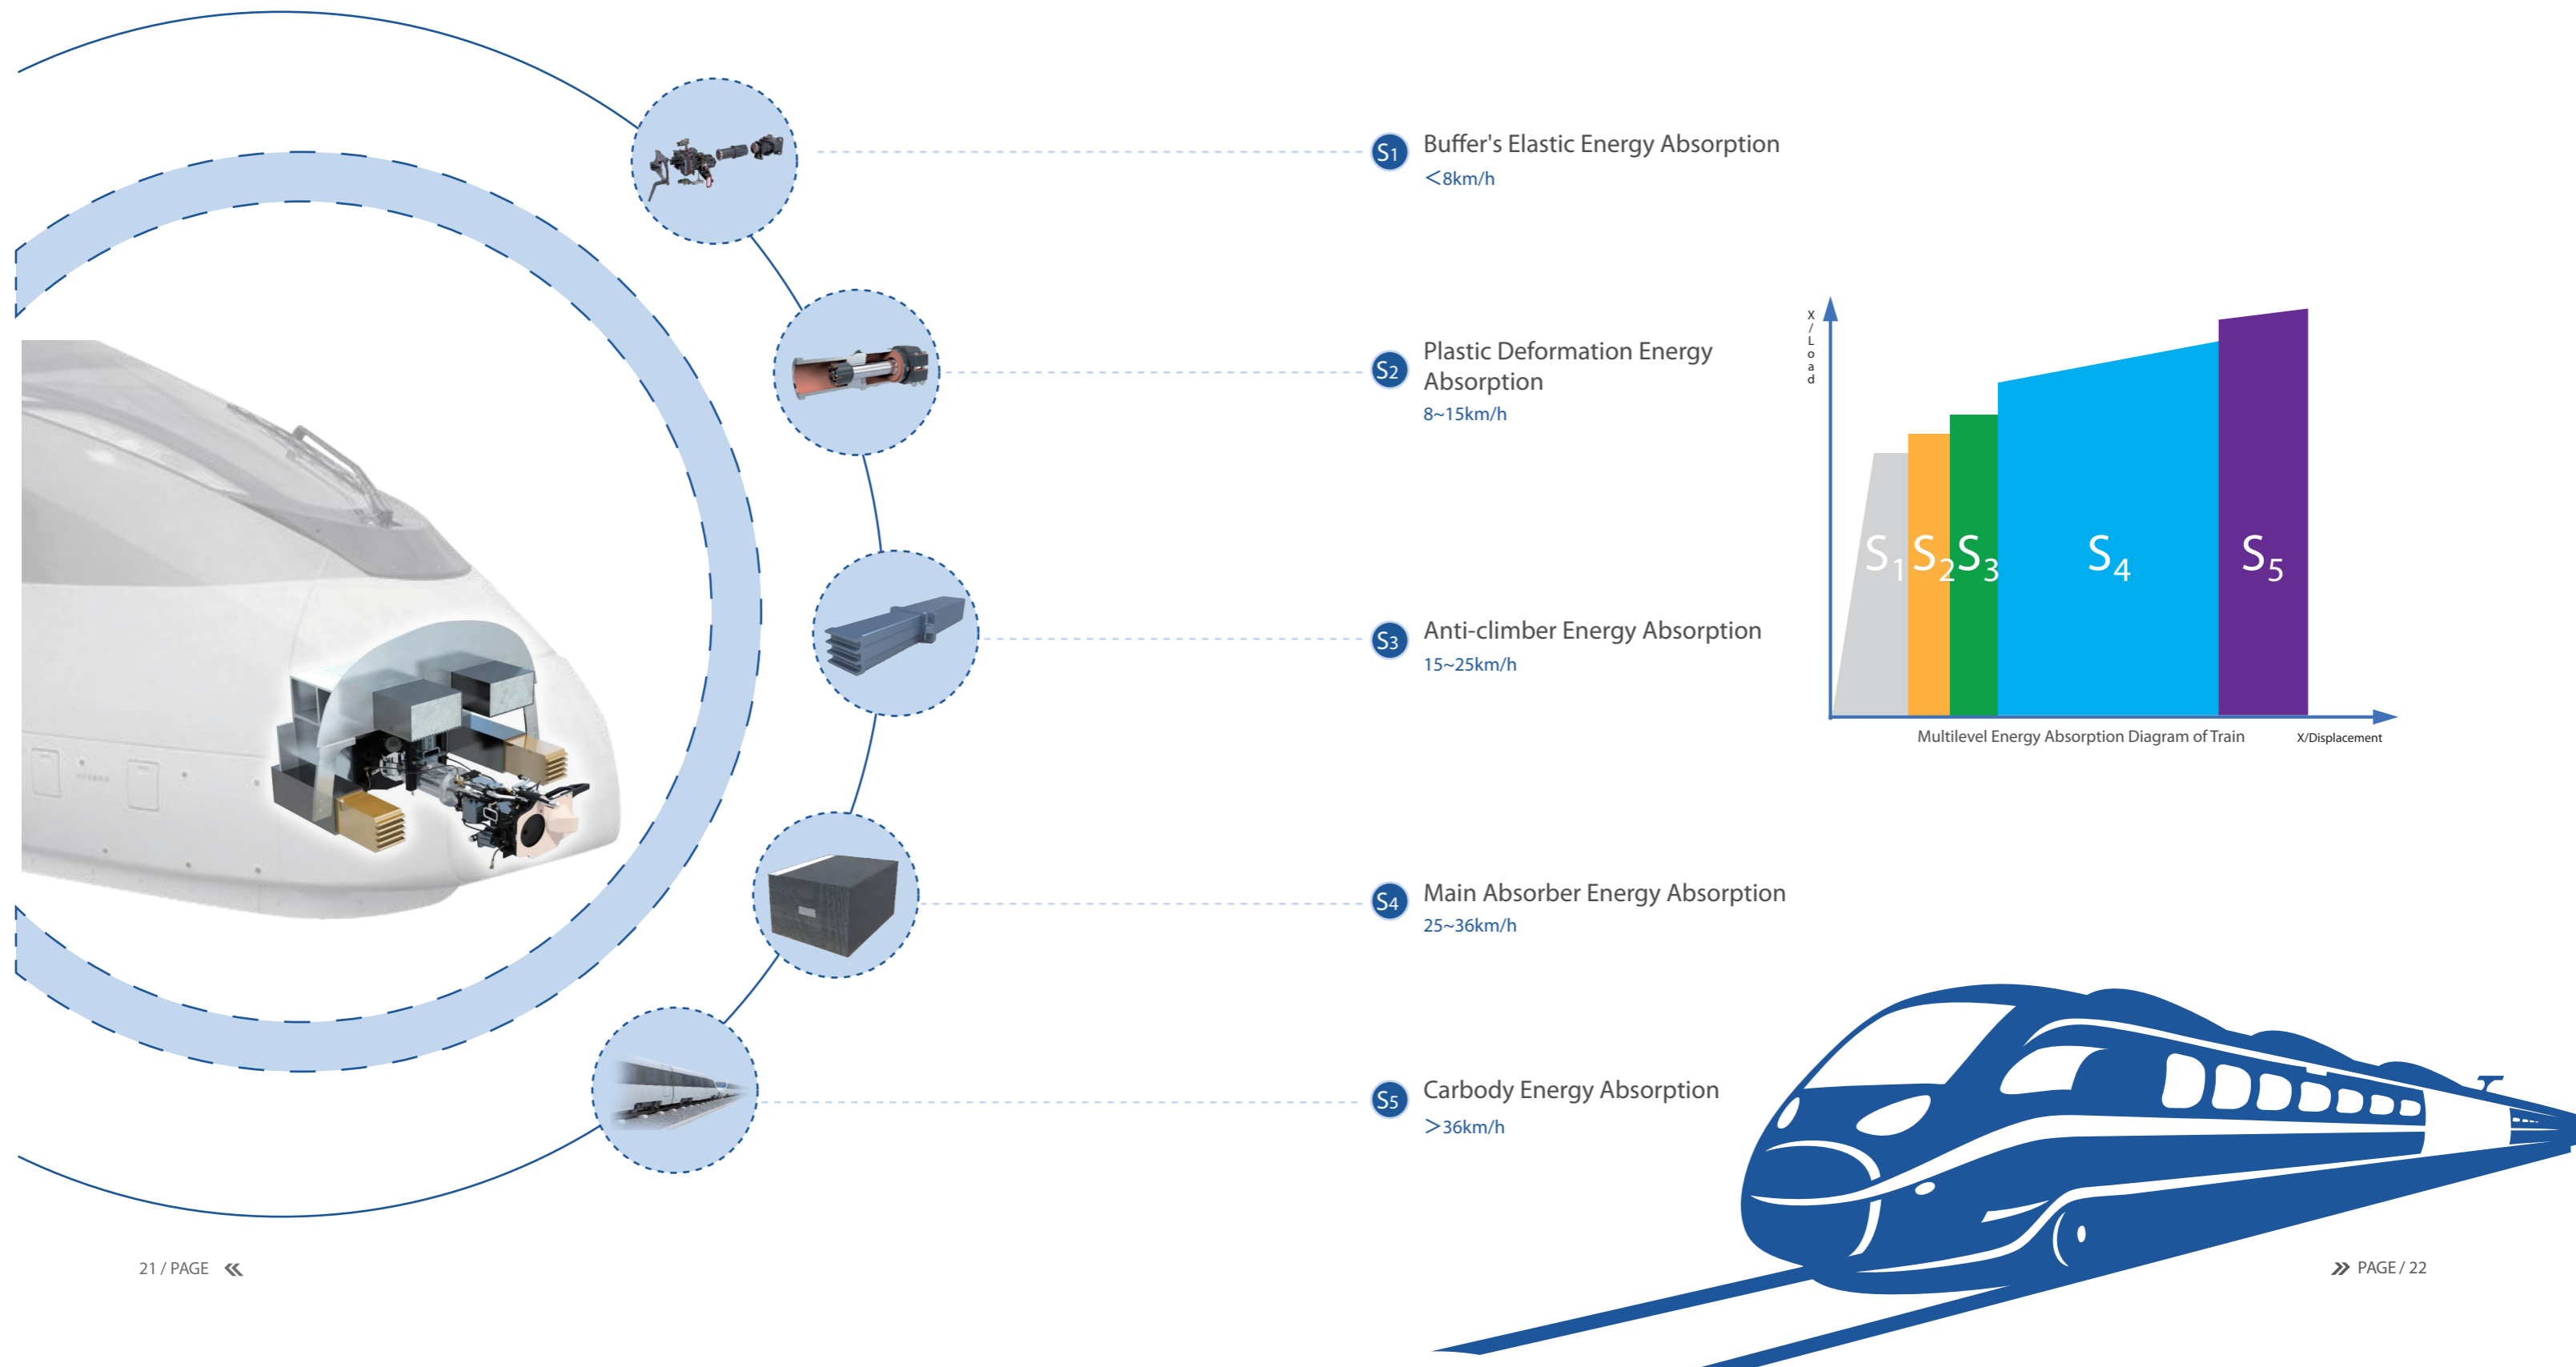 S1
Buffer's Elastic Energy Absorption
<8km/h
S2
Plastic Deformation Energy
Absorption
8~15km/h
S3
Anti-climber Energy Absorption
15~25km/h
S4
Main Absorber Energy Absorption
25~36km/h
S5
Carbody Energy Absorption
>36km/h
X/Load
S1 S2 S3 S4 S5
Multilevel Energy Absorption Diagram of Train
X/Displacement
21 / PAGE «
» PAGE / 22